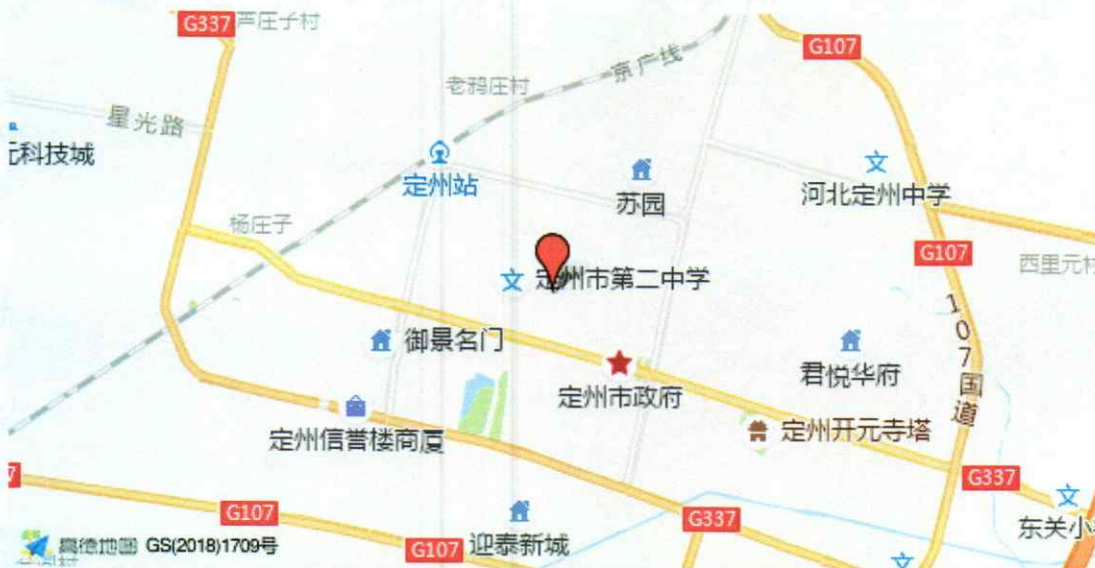 G337
芦庄子村
G107
京广线
老鸦庄村
星光路
元科技城
定州站
苏园
河北定州中学
杨庄子
G107
西里元村
定州市第二中学
107国道
御景名门
君悦华府
定州市政府
定州开元寺塔
定州信誉楼商厦
G337
G107
G337
东关小
高德地图 GS(2018)1709号
G107
迎泰新城